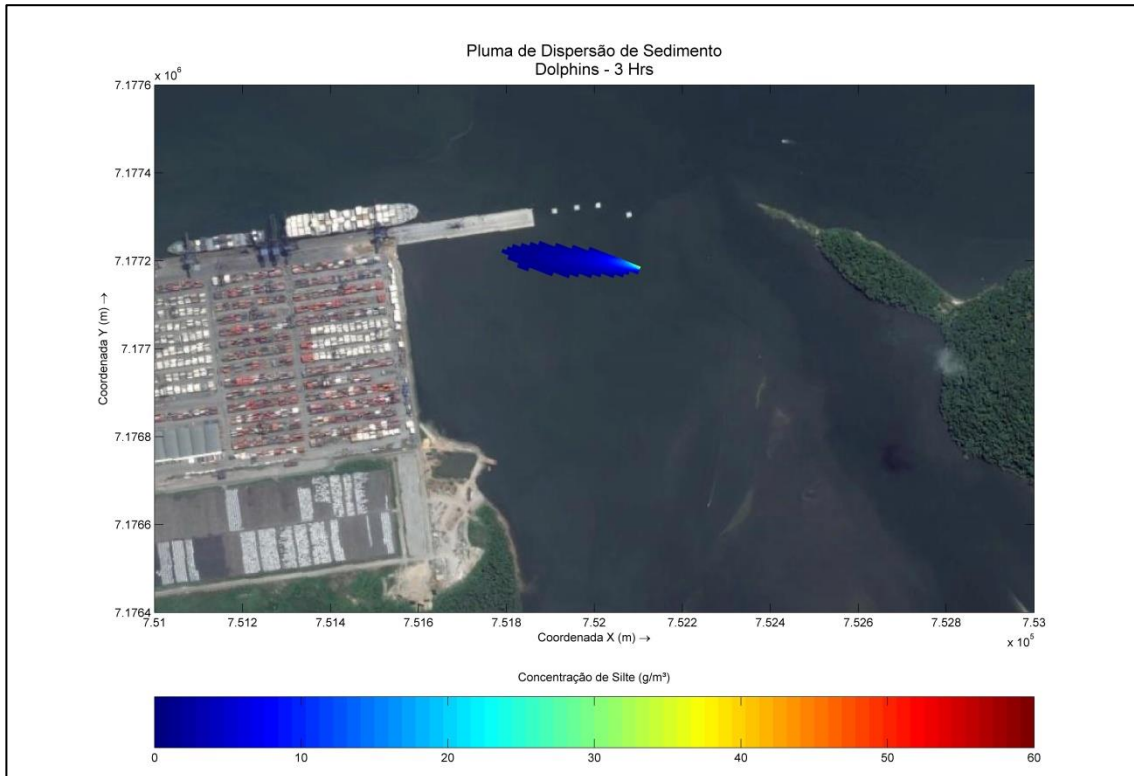 Pluma de Dispersão de Sedimento
Dolphins - 3 Hrs
x 10⁶
7.1776
7.1774
7.1772
7.177
7.1768
7.1766
7.1764
Coordenada Y (m) →
7.51 7.512 7.514 7.516 7.518 7.52 7.522 7.524 7.526 7.528 7.53
Coordenada X (m) →
x 10⁵
Concentração de Silte (g/m³)
0 10 20 30 40 50 60